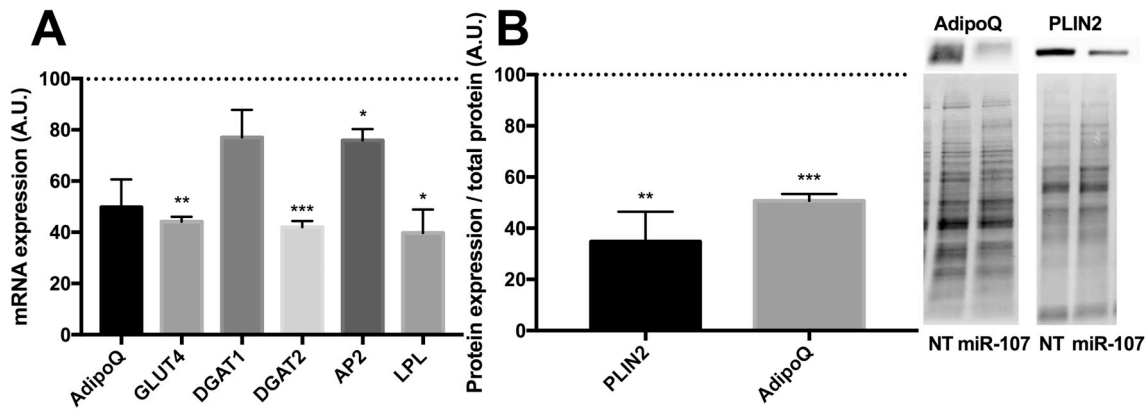 A
mRNA expression (A.U.)
100
80
60
40
20
0
**
***
*
*
AdipoQ
GLUT4
DGAT1
DGAT2
AP2
LPL
B
Protein expression / total protein (A.U.)
100
80
60
40
20
0
**
***
PLIN2
AdipoQ
AdipoQ
PLIN2
NT miR-107
NT miR-107